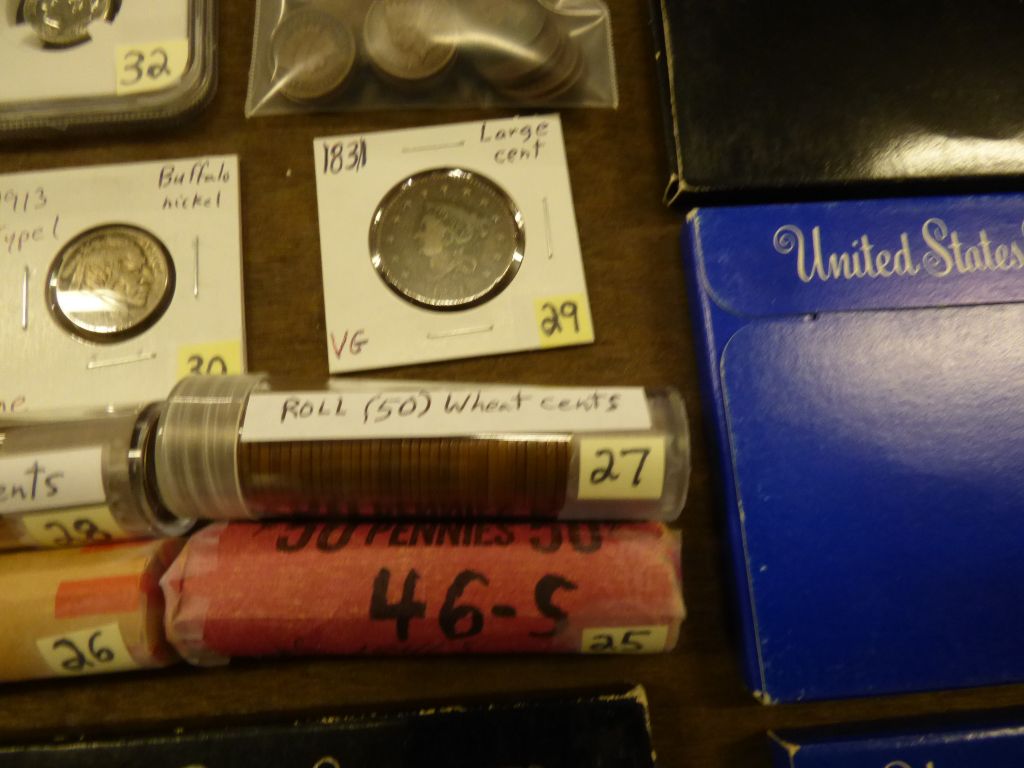 32
1831
Large
cent
VG
29
1913
Type 1
Buffalo
nickel
30
ROLL (50) Wheat cents
27
28
50 PENNIES 50
46-S
25
26
United States